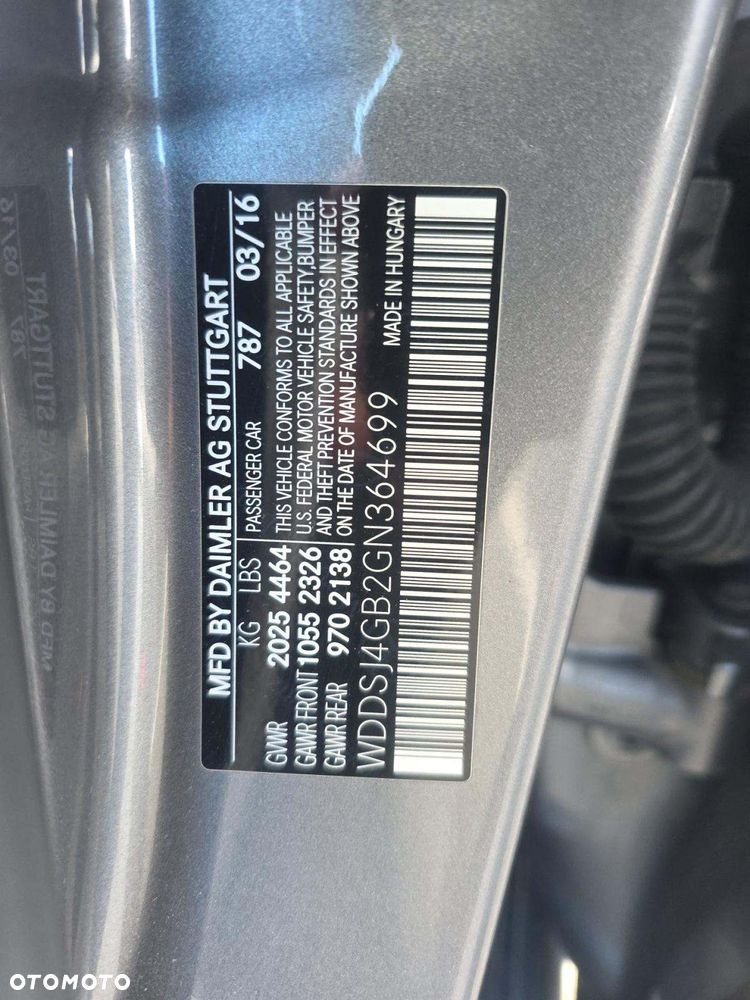 MFD BY DAIMLER AG STUTTGART
KG LBS PASSENGER CAR 787 03/16
GVWR 2025 4464 THIS VEHICLE CONFORMS TO ALL APPLICABLE
GAWR FRONT 1055 2326 U.S. FEDERAL MOTOR VEHICLE SAFETY, BUMPER
GAWR REAR 970 2138 AND THEFT PREVENTION STANDARDS IN EFFECT
ON THE DATE OF MANUFACTURE SHOWN ABOVE
WDDSJ4GB2GN364699 MADE IN HUNGARY
OTOMOTO